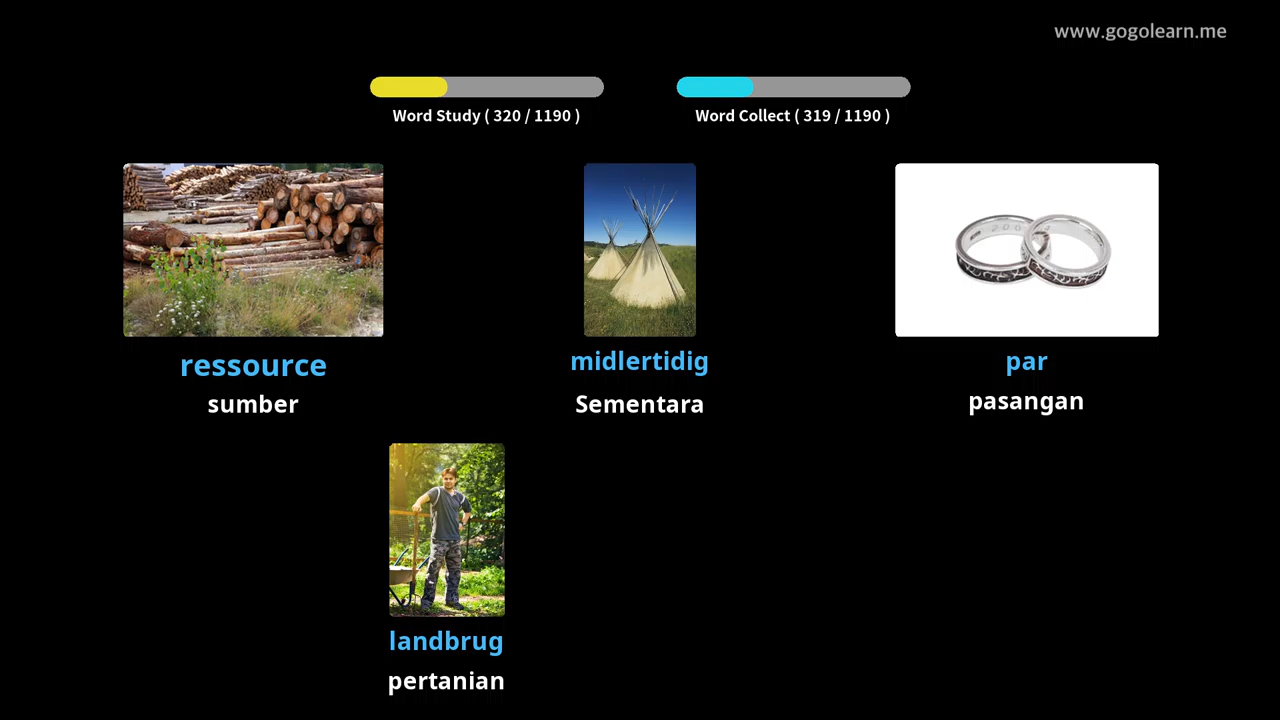 www.gogolearn.me
Word Study ( 320 / 1190 )
Word Collect ( 319 / 1190 )
ressource
sumber
midlertidig
Sementara
par
pasangan
landbrug
pertanian